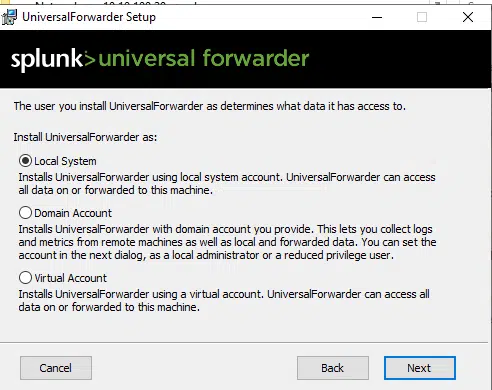 UniversalForwarder Setup
splunk>universal forwarder
The user you install UniversalForwarder as determines what data it has access to.
Install UniversalForwarder as:
Local System
Installs UniversalForwarder using local system account. UniversalForwarder can access
all data on or forwarded to this machine.
Domain Account
Installs UniversalForwarder with domain account you provide. This lets you collect logs
and metrics from remote machines as well as local and forwarded data. You can set the
account in the next dialog, as a local administrator or a reduced privilege user.
Virtual Account
Installs UniversalForwarder using a virtual account. UniversalForwarder can access all
data on or forwarded to this machine.
Cancel
Back
Next